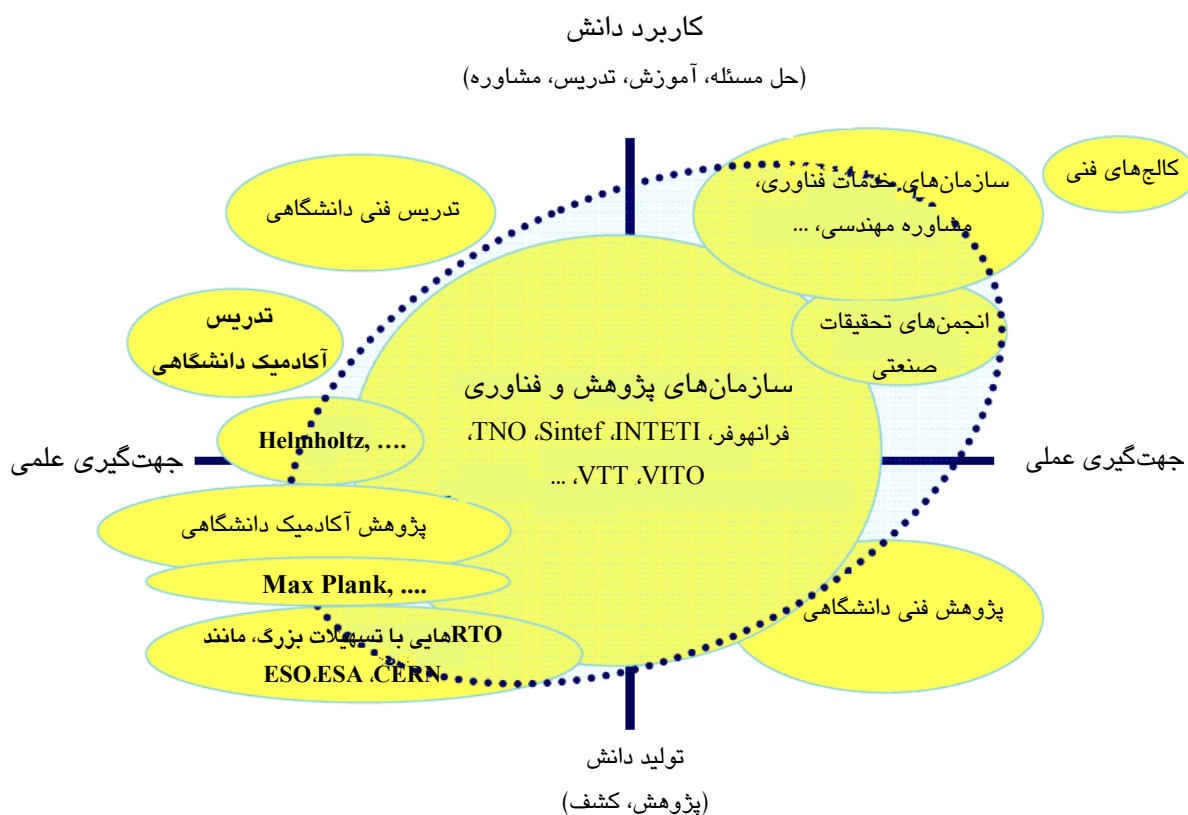 کاربرد دانش
(حل مسئله، آموزش، تدریس، مشاوره)
کالج‌های فنی
سازمان‌های خدمات فناوری،
مشاوره مهندسی، ...
تدریس فنی دانشگاهی
انجمن‌های تحقیقات
صنعتی
تدریس
آکادمیک دانشگاهی
سازمان‌های پژوهش و فناوری
فرانهوفر، INTETI، Sintef، TNO،
VITO، VTT، ...
Helmholtz, ....
جهت‌گیری عملی
جهت‌گیری علمی
پژوهش آکادمیک دانشگاهی
Max Plank, ....
پژوهش فنی دانشگاهی
RTOهایی با تسهیلات بزرگ، مانند
CERN، ESA،ESO
تولید دانش
(پژوهش، کشف)